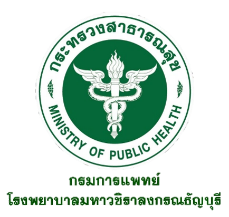 กระทรวงสาธารณสุข
MINISTRY OF PUBLIC HEALTH
กรมการแพทย์
โรงพยาบาลมหาวชิราลงกรณธัญบุรี